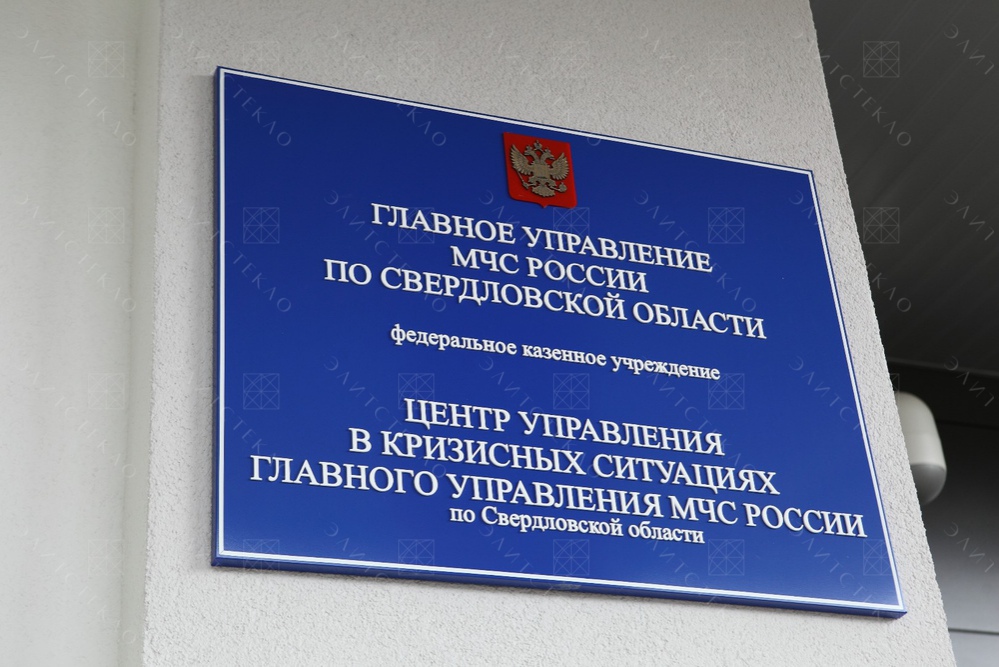 ГЛАВНОЕ УПРАВЛЕНИЕ
МЧС РОССИИ
ПО СВЕРДЛОВСКОЙ ОБЛАСТИ
федеральное казенное учреждение
ЦЕНТР УПРАВЛЕНИЯ
В КРИЗИСНЫХ СИТУАЦИЯХ
ГЛАВНОГО УПРАВЛЕНИЯ МЧС РОССИИ
по Свердловской области
ЭЛИТСТЕКЛО